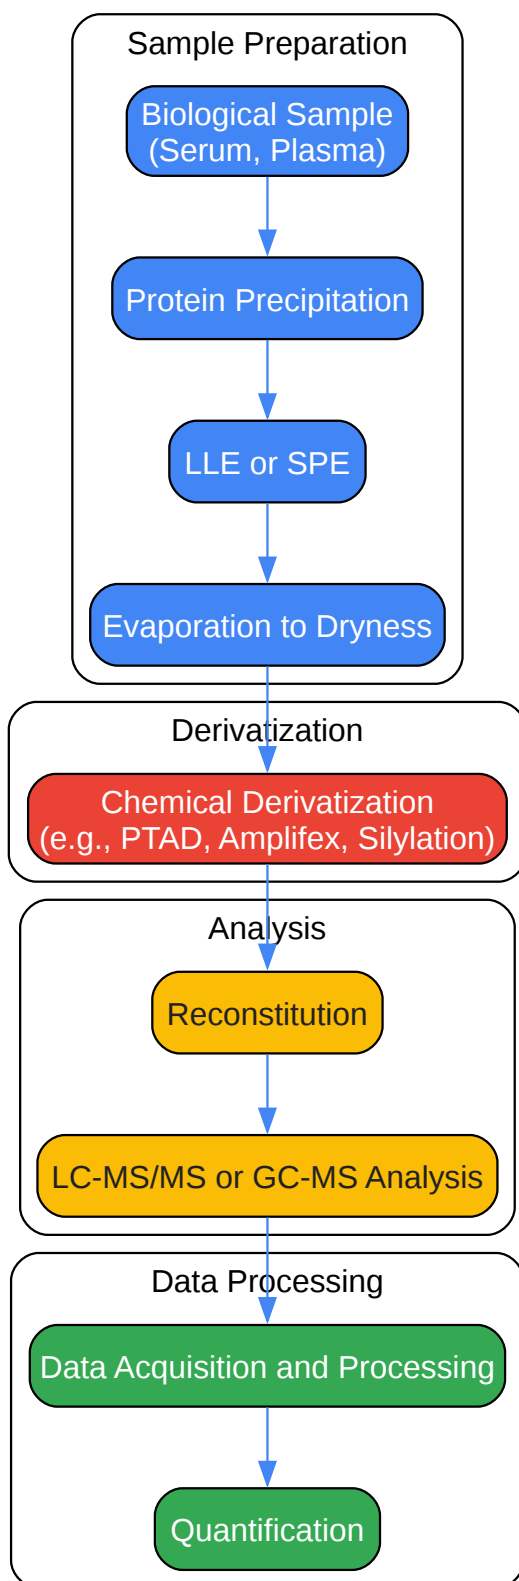 Sample Preparation
Biological Sample
(Serum, Plasma)
Protein Precipitation
LLE or SPE
Evaporation to Dryness
Derivatization
Chemical Derivatization
(e.g., PTAD, Amplifex, Silylation)
Analysis
Reconstitution
LC-MS/MS or GC-MS Analysis
Data Processing
Data Acquisition and Processing
Quantification